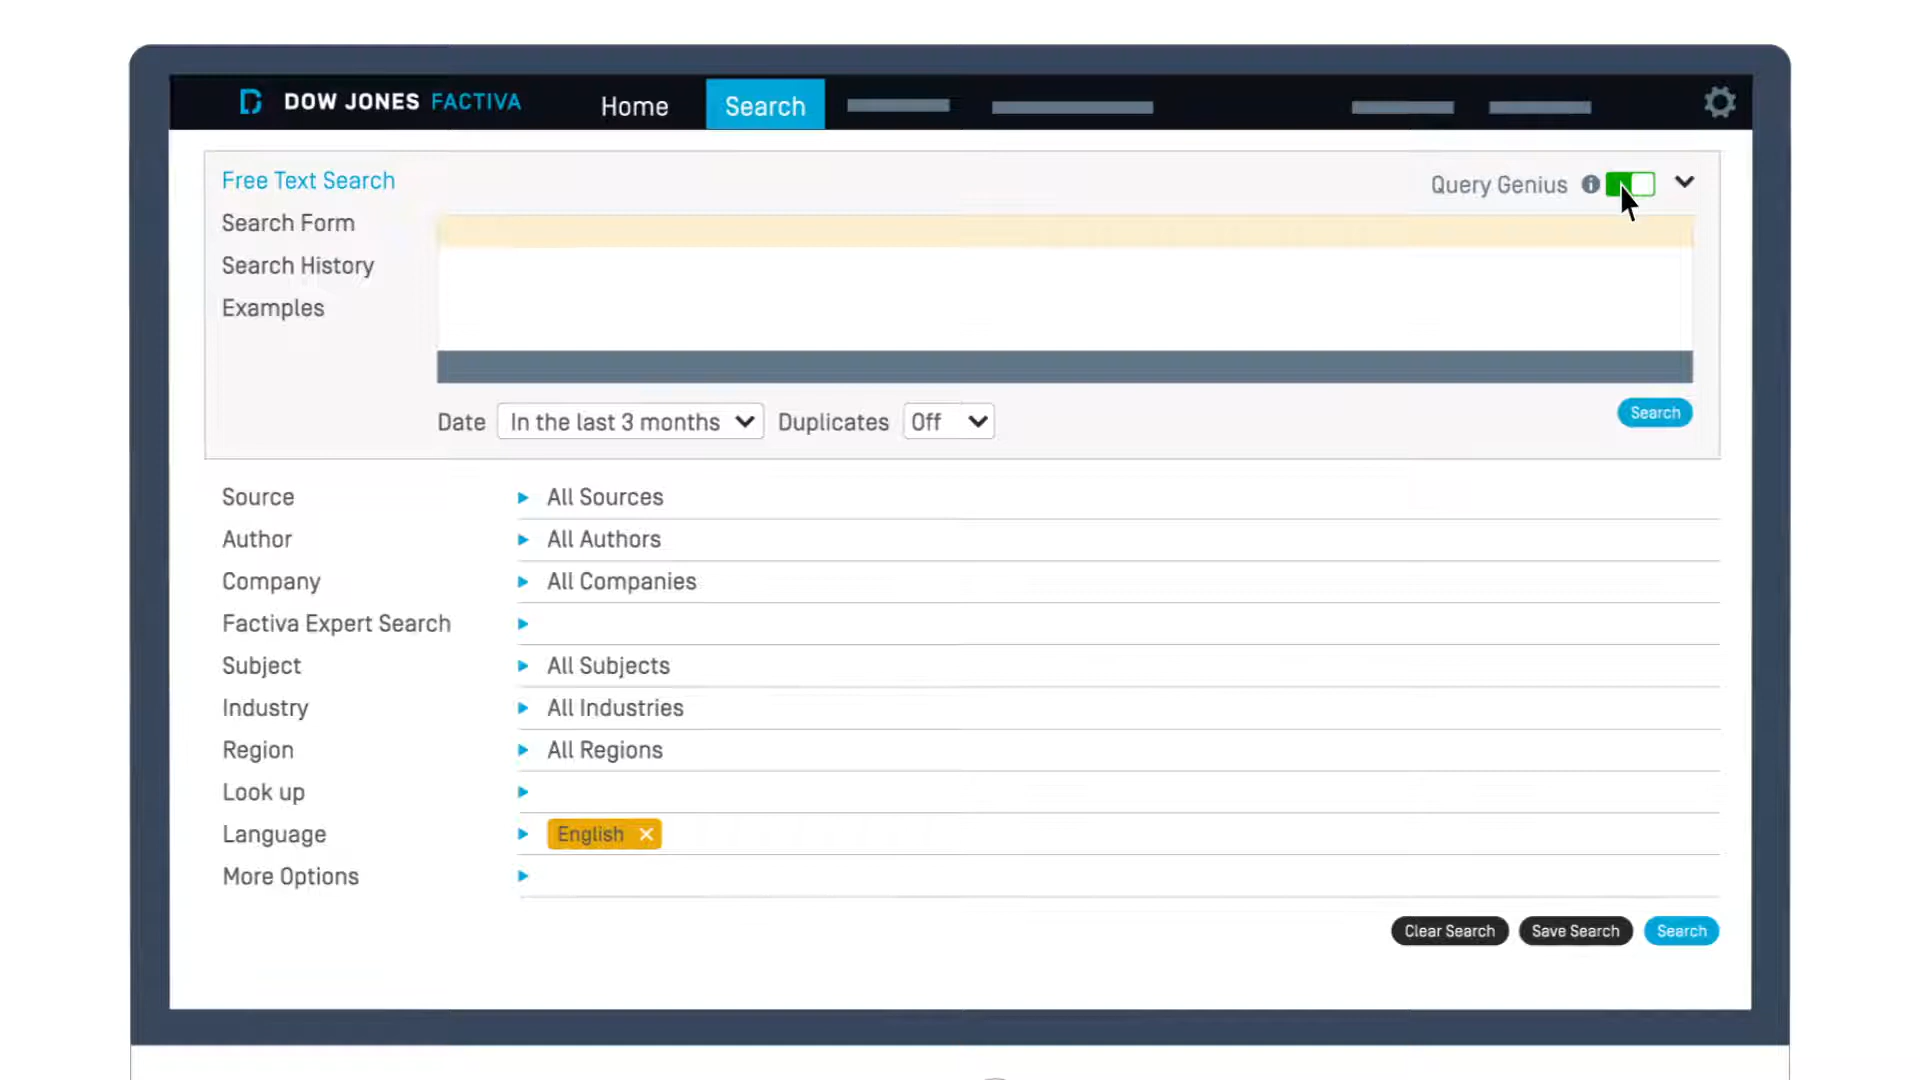 DOW JONES FACTIVA Home Search
Free Text Search Query Genius
Search Form
Search History
Examples
Date In the last 3 months Duplicates Off Search
Source All Sources
Author All Authors
Company All Companies
Factiva Expert Search
Subject All Subjects
Industry All Industries
Region All Regions
Look up
Language English
More Options
Clear Search Save Search Search